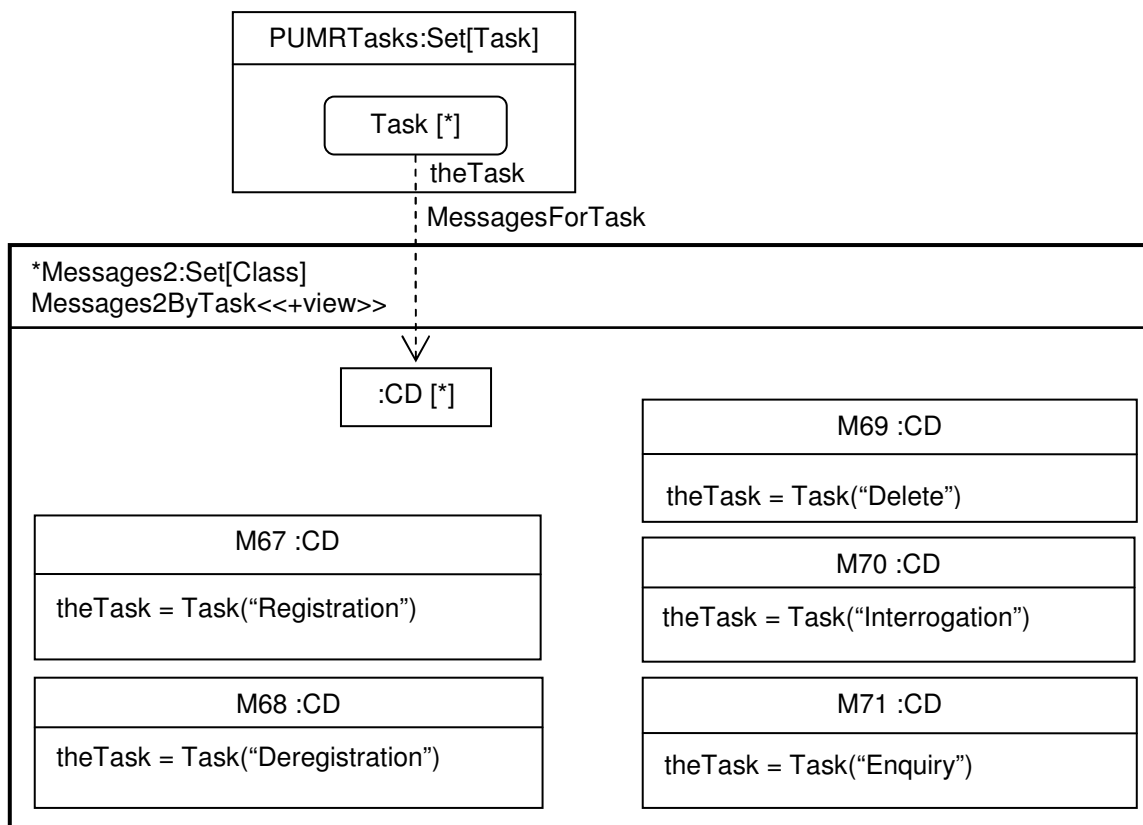 PUMRTasks:Set[Task]
Task [*]
theTask
MessagesForTask
*Messages2:Set[Class]
Messages2ByTask<<+view>>
:CD [*]
M69 :CD
theTask = Task(“Delete”)
M67 :CD
theTask = Task(“Registration”)
M70 :CD
theTask = Task(“Interrogation”)
M68 :CD
theTask = Task(“Deregistration”)
M71 :CD
theTask = Task(“Enquiry”)